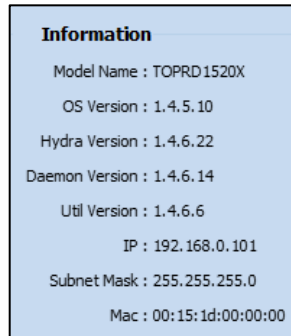 Information
Model Name : TOPRD1520X
OS Version : 1.4.5.10
Hydra Version : 1.4.6.22
Daemon Version : 1.4.6.14
Util Version : 1.4.6.6
IP : 192.168.0.101
Subnet Mask : 255.255.255.0
Mac : 00:15:1d:00:00:00